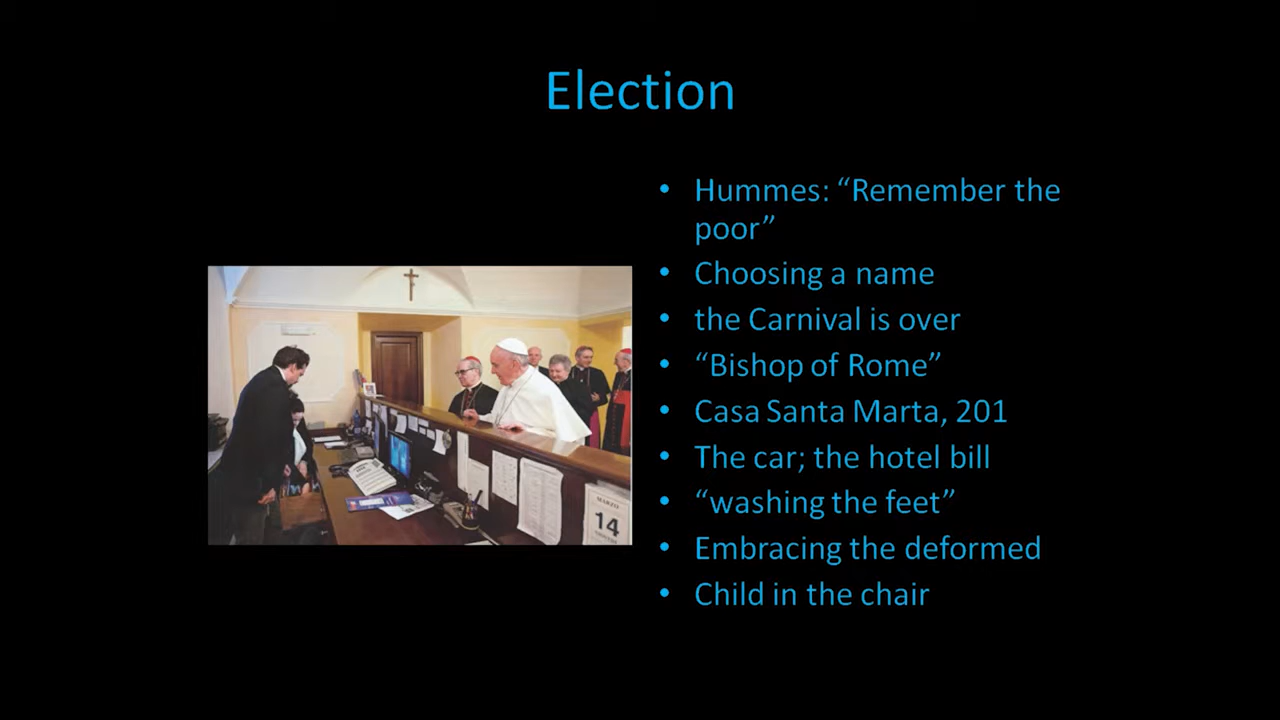 Election
• Hummes: “Remember the
poor”
• Choosing a name
• the Carnival is over
• “Bishop of Rome”
• Casa Santa Marta, 201
• The car; the hotel bill
• “washing the feet”
• Embracing the deformed
• Child in the chair
MARZO
14